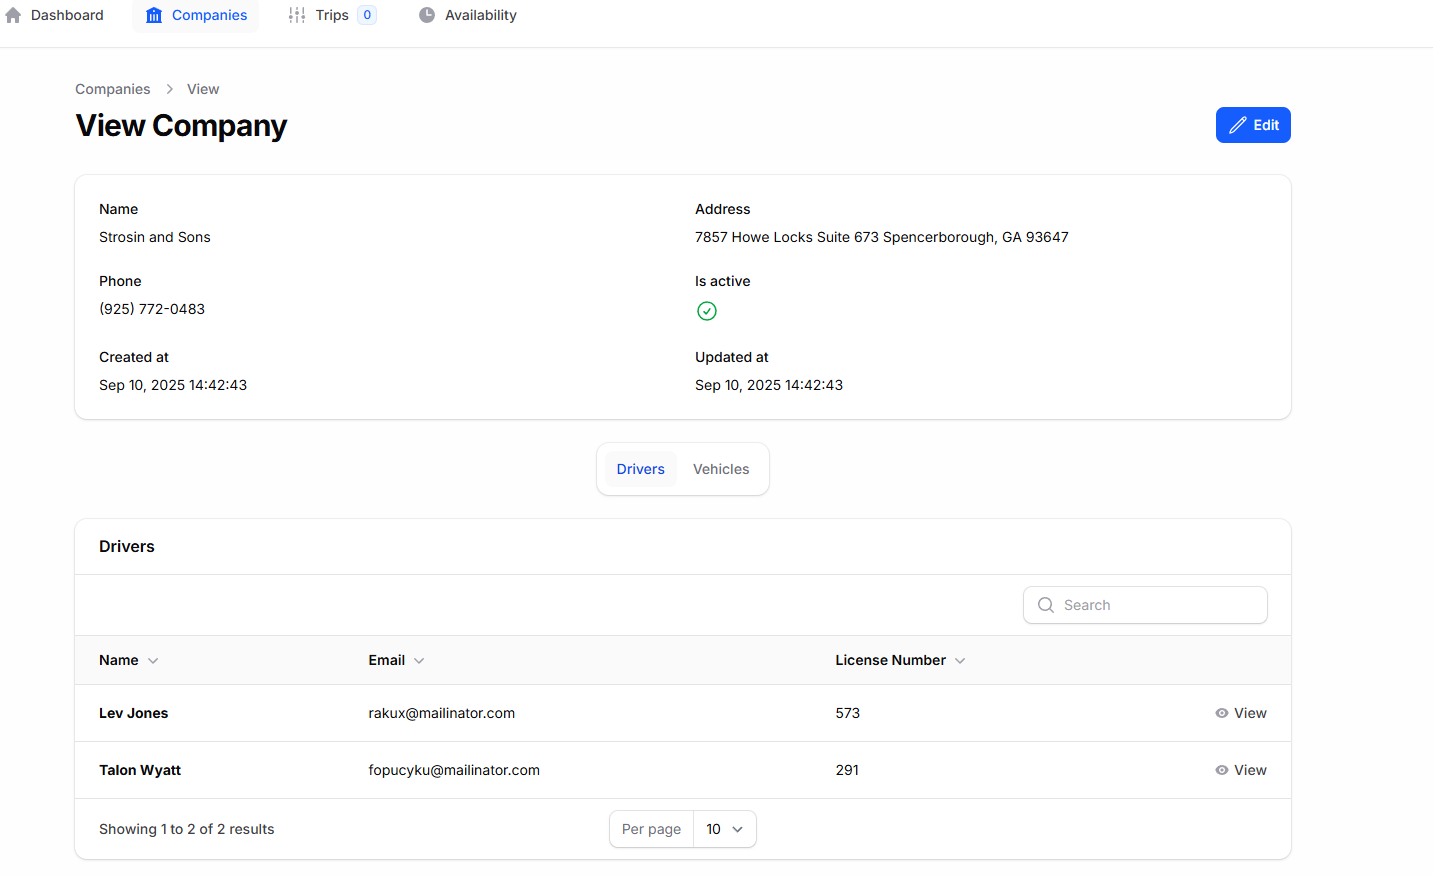 Dashboard Companies Trips 0 Availability
Companies View
View Company
Edit
Name Address
Strosin and Sons 7857 Howe Locks Suite 673 Spencerborough, GA 93647
Phone Is active
(925) 772-0483
Created at Updated at
Sep 10, 2025 14:42:43 Sep 10, 2025 14:42:43
Drivers Vehicles
Drivers
Search
Name Email License Number
Lev Jones rakux@mailinator.com 573 View
Talon Wyatt fopucyku@mailinator.com 291 View
Showing 1 to 2 of 2 results Per page 10